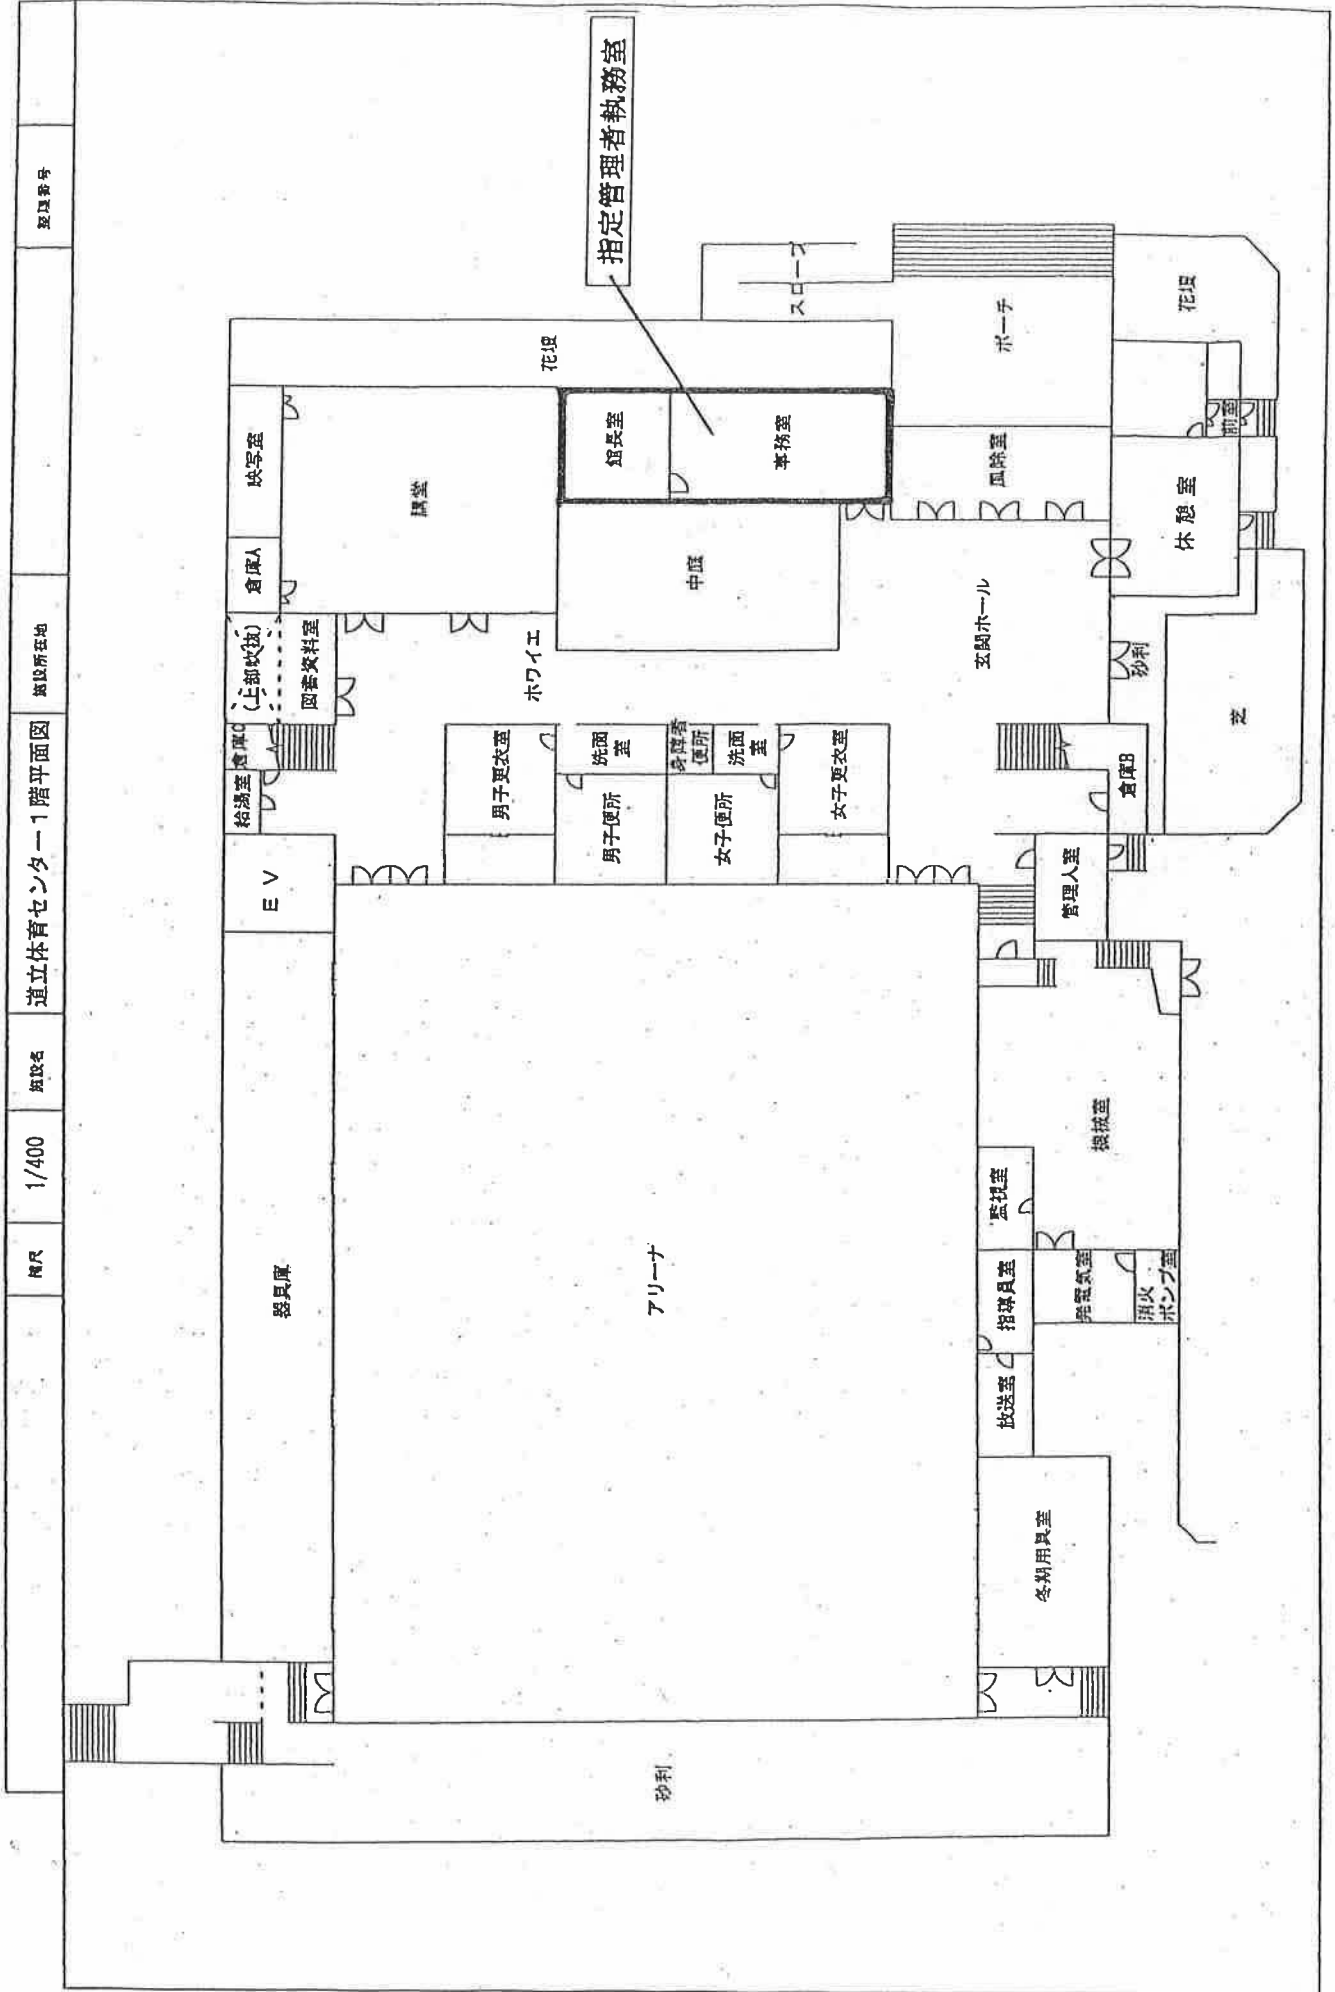 縮尺
1/400
施設名
道立体育センター1階平面図
施設所在地
整理番号
指定管理者執務室
器具庫
EV
給湯室
倉庫C
(上部吹抜)
図書資料室
倉庫A
映写室
講堂
花壇
館長室
事務室
中庭
ホワイエ
男子更衣室
洗面室
男子便所
身障者便所
女子便所
洗面室
女子更衣室
玄関ホール
風除室
ポーチ
スロープ
花壇
前室
休憩室
砂利
芝
倉庫B
管理人室
アリーナ
機械室
監視室
指導員室
発電気室
消火ポンプ室
放送室
冬期用具室
砂利